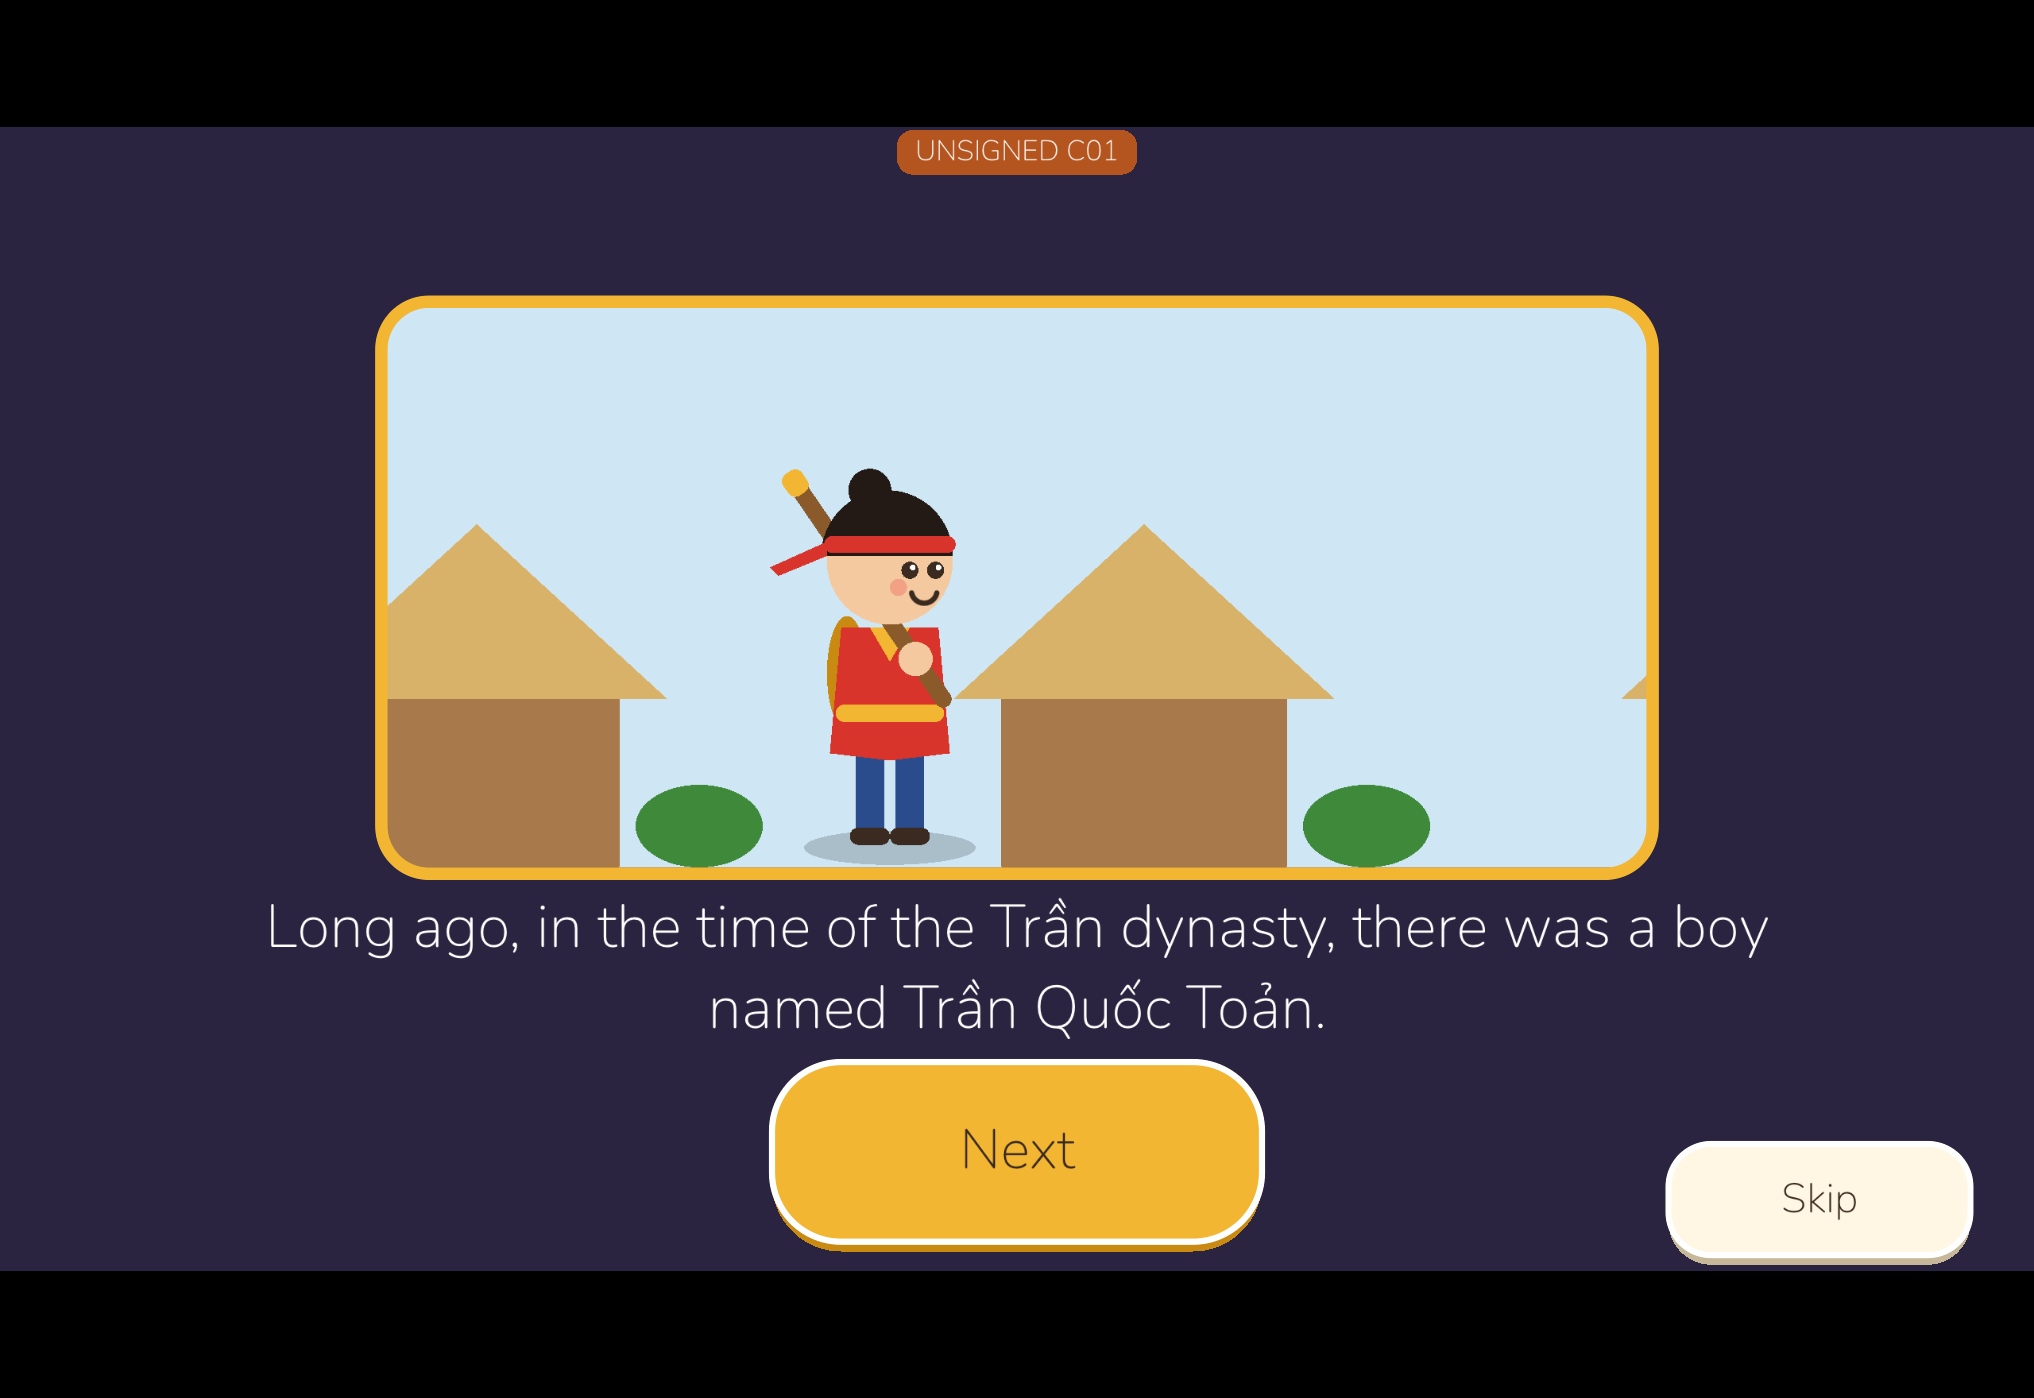 UNSIGNED C01
Long ago, in the time of the Trần dynasty, there was a boy
named Trần Quốc Toản.
Next
Skip